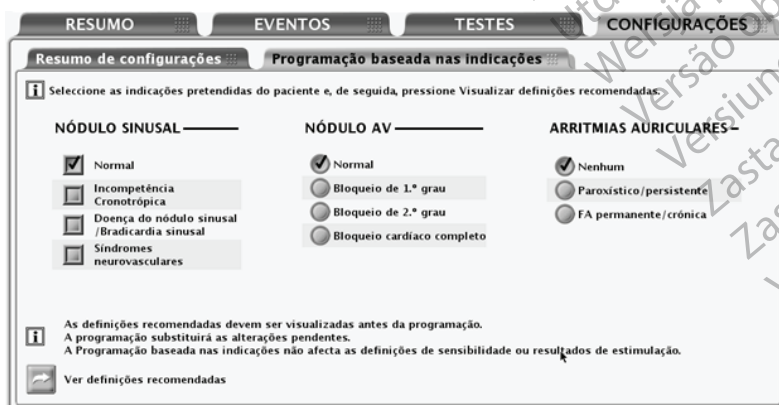 RESUMO
EVENTOS
TESTES
CONFIGURAÇÕES
Resumo de configurações
Programação baseada nas indicações
Seleccione as indicações pretendidas do paciente e, de seguida, pressione Visualizar definições recomendadas.
NÓDULO SINUSAL
Normal
Incompetência
Cronotrópica
Doença do nódulo sinusal
/Bradicardia sinusal
Síndromes
neurovasculares
NÓDULO AV
Normal
Bloqueio de 1.º grau
Bloqueio de 2.º grau
Bloqueio cardíaco completo
ARRITMIAS AURICULARES
Nenhum
Paroxístico/persistente
FA permanente/crónica
As definições recomendadas devem ser visualizadas antes da programação.
A programação substituirá as alterações pendentes.
A Programação baseada nas indicações não afecta as definições de sensibilidade ou resultados de estimulação.
Ver definições recomendadas